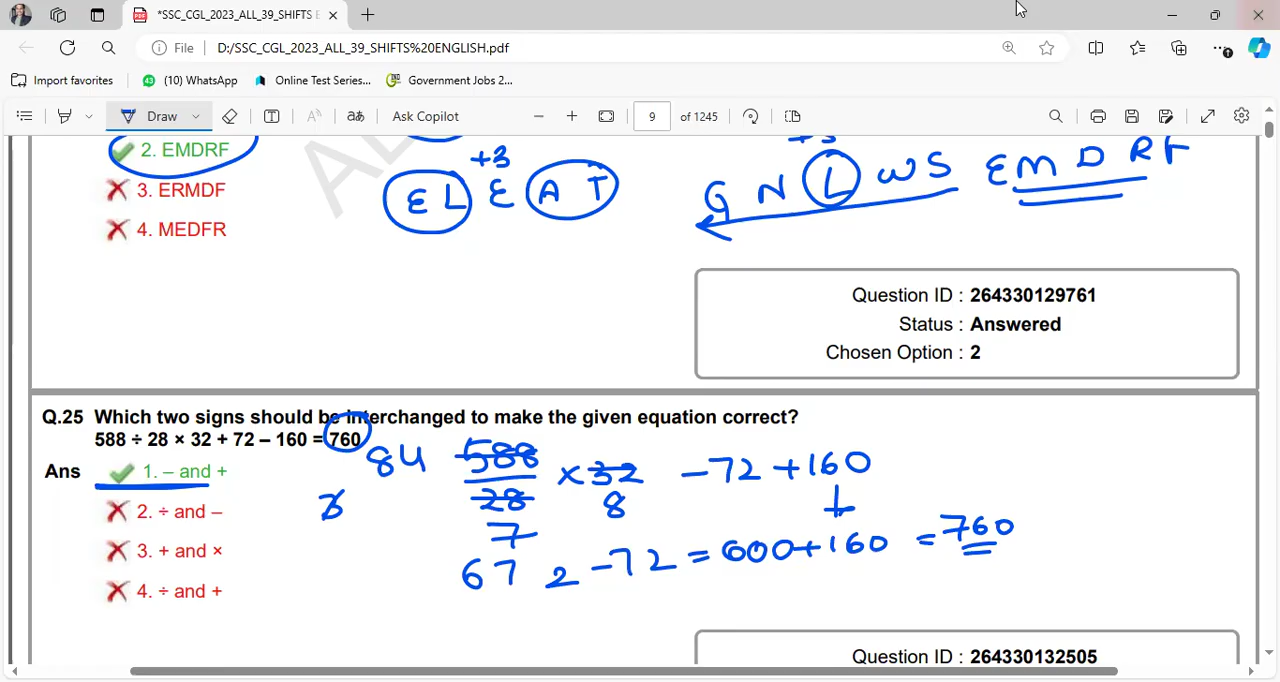 *SSC_CGL_2023_ALL_39_SHIFTS E
File D:/SSC_CGL_2023_ALL_39_SHIFTS%20ENGLISH.pdf
Import favorites 43 (10) WhatsApp Online Test Series... Government Jobs 2...
Draw aあ Ask Copilot 9 of 1245
2. EMDRF
+3
+3
3. ERMDF
4. MEDFR
E L E A T
G N L W S E M D R F
Question ID : 264330129761
Status : Answered
Chosen Option : 2
Q.25 Which two signs should be interchanged to make the given equation correct?
588 ÷ 28 × 32 + 72 – 160 = 760
Ans 1. – and +
2. ÷ and –
3. + and ×
4. ÷ and +
84 588 × 32 - 72 + 160
28 8
7
672 - 72 = 600 + 160 = 760
Question ID : 264330132505